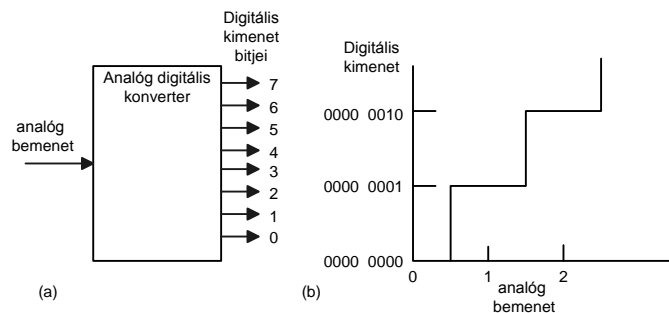 Digitális
kimenet
bitjei
Analóg digitális
konverter
analóg
bemenet
7
6
5
4
3
2
1
0
(a)
Digitális
kimenet
0000 0010
0000 0001
0000 0000
0
1
2
analóg
bemenet
(b)